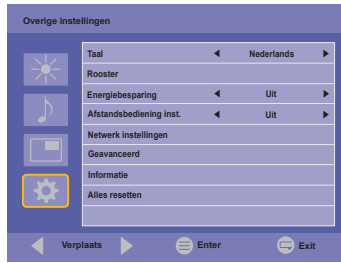 Overige instellingen
Taal Nederlands
Rooster
Energiebesparing Uit
Afstandsbediening inst. Uit
Netwerk instellingen
Geavanceerd
Informatie
Alles resetten
Verplaats Enter Exit